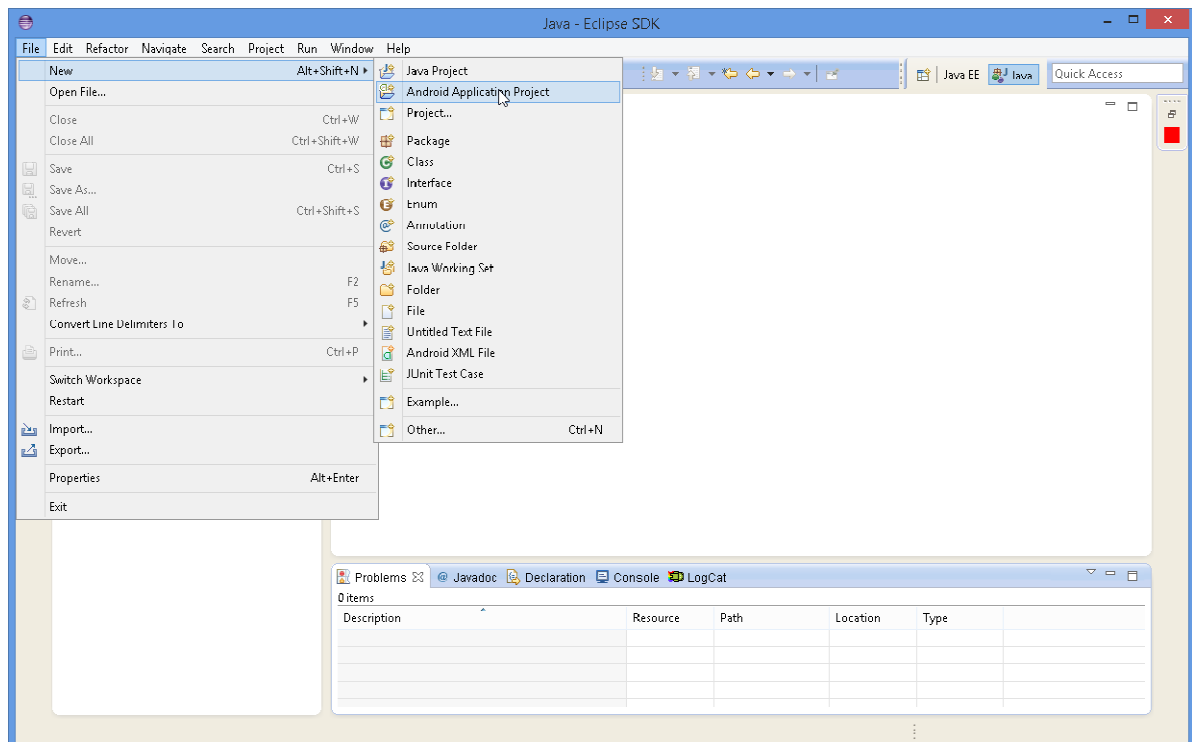 Java - Eclipse SDK
File Edit Refactor Navigate Search Project Run Window Help
New Alt+Shift+N
Open File...
Close Ctrl+W
Close All Ctrl+Shift+W
Save Ctrl+S
Save As...
Save All Ctrl+Shift+S
Revert
Move...
Rename... F2
Refresh F5
Convert Line Delimiters To
Print... Ctrl+P
Switch Workspace
Restart
Import...
Export...
Properties Alt+Enter
Exit
Java Project
Android Application Project
Project...
Package
Class
Interface
Enum
Annotation
Source Folder
Java Working Set
Folder
File
Untitled Text File
Android XML File
JUnit Test Case
Example...
Other... Ctrl+N
Java EE Java Quick Access
Problems @ Javadoc Declaration Console LogCat
0 items
Description Resource Path Location Type